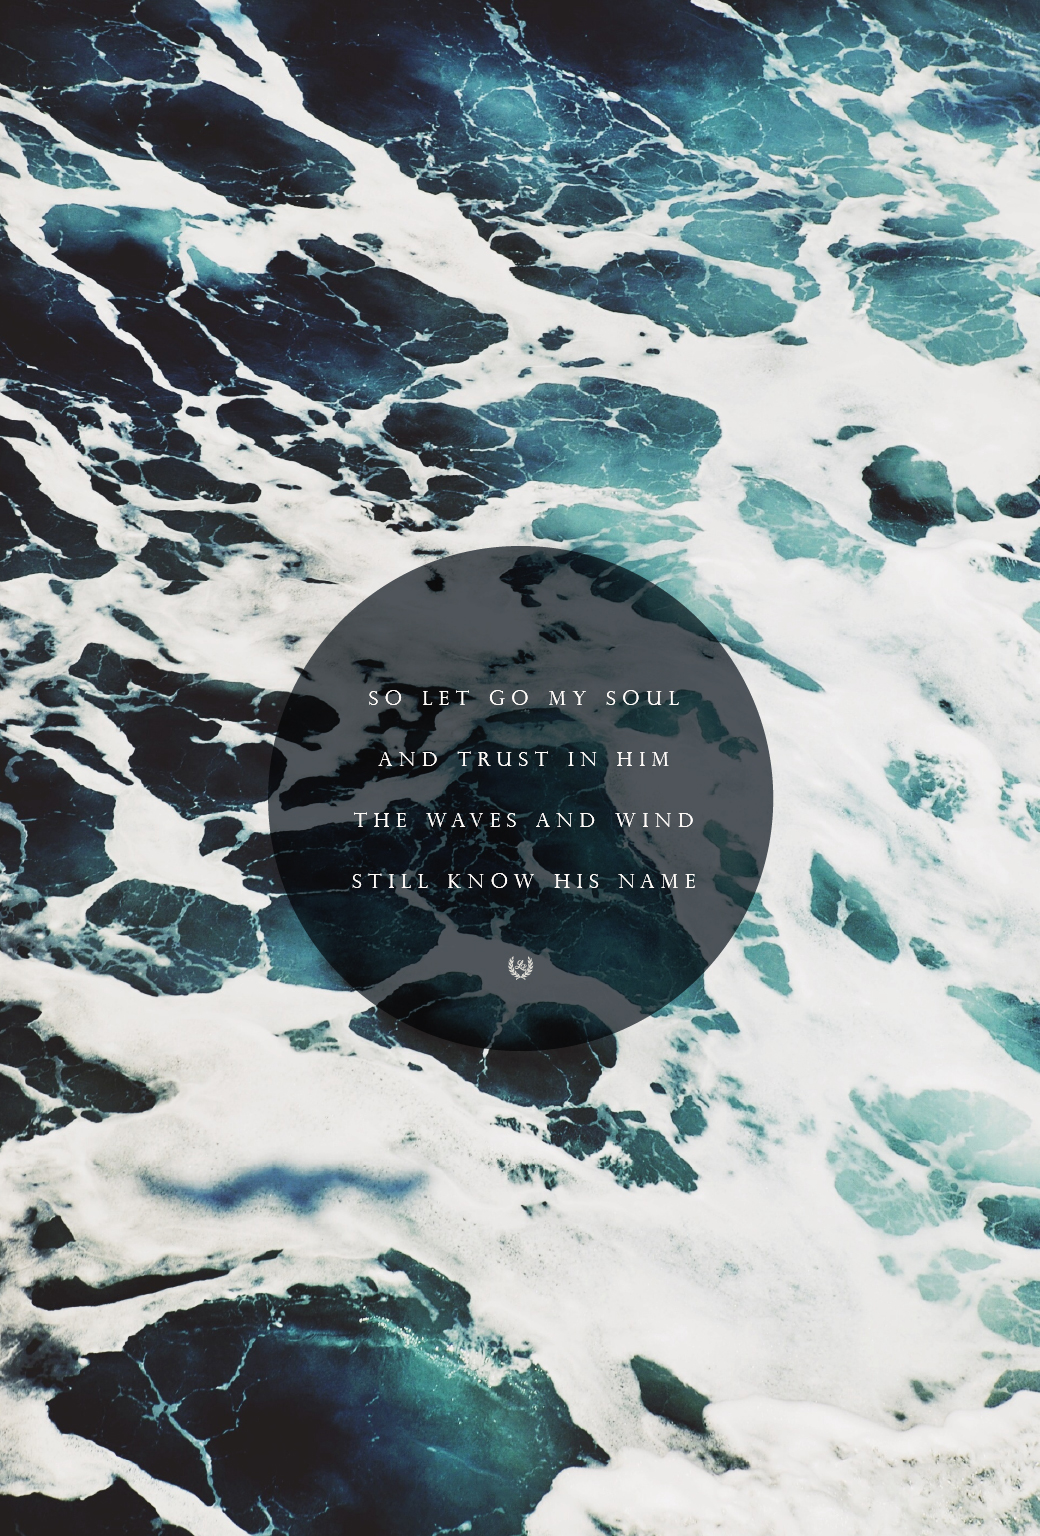 SO LET GO MY SOUL
AND TRUST IN HIM
THE WAVES AND WIND
STILL KNOW HIS NAME